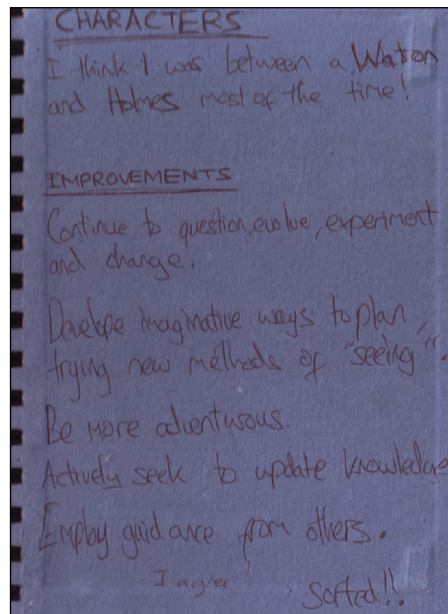 CHARACTERS
I think I was between a Watson
and Holmes most of the time!
IMPROVEMENTS
Continue to question, evolve, experiment
and change.
Develope imaginative ways to plan,
trying new methods of "seeing".
Be more adventurous.
Actively seek to update knowledge
Employ guidance from others.
I agree!
Sorted!!